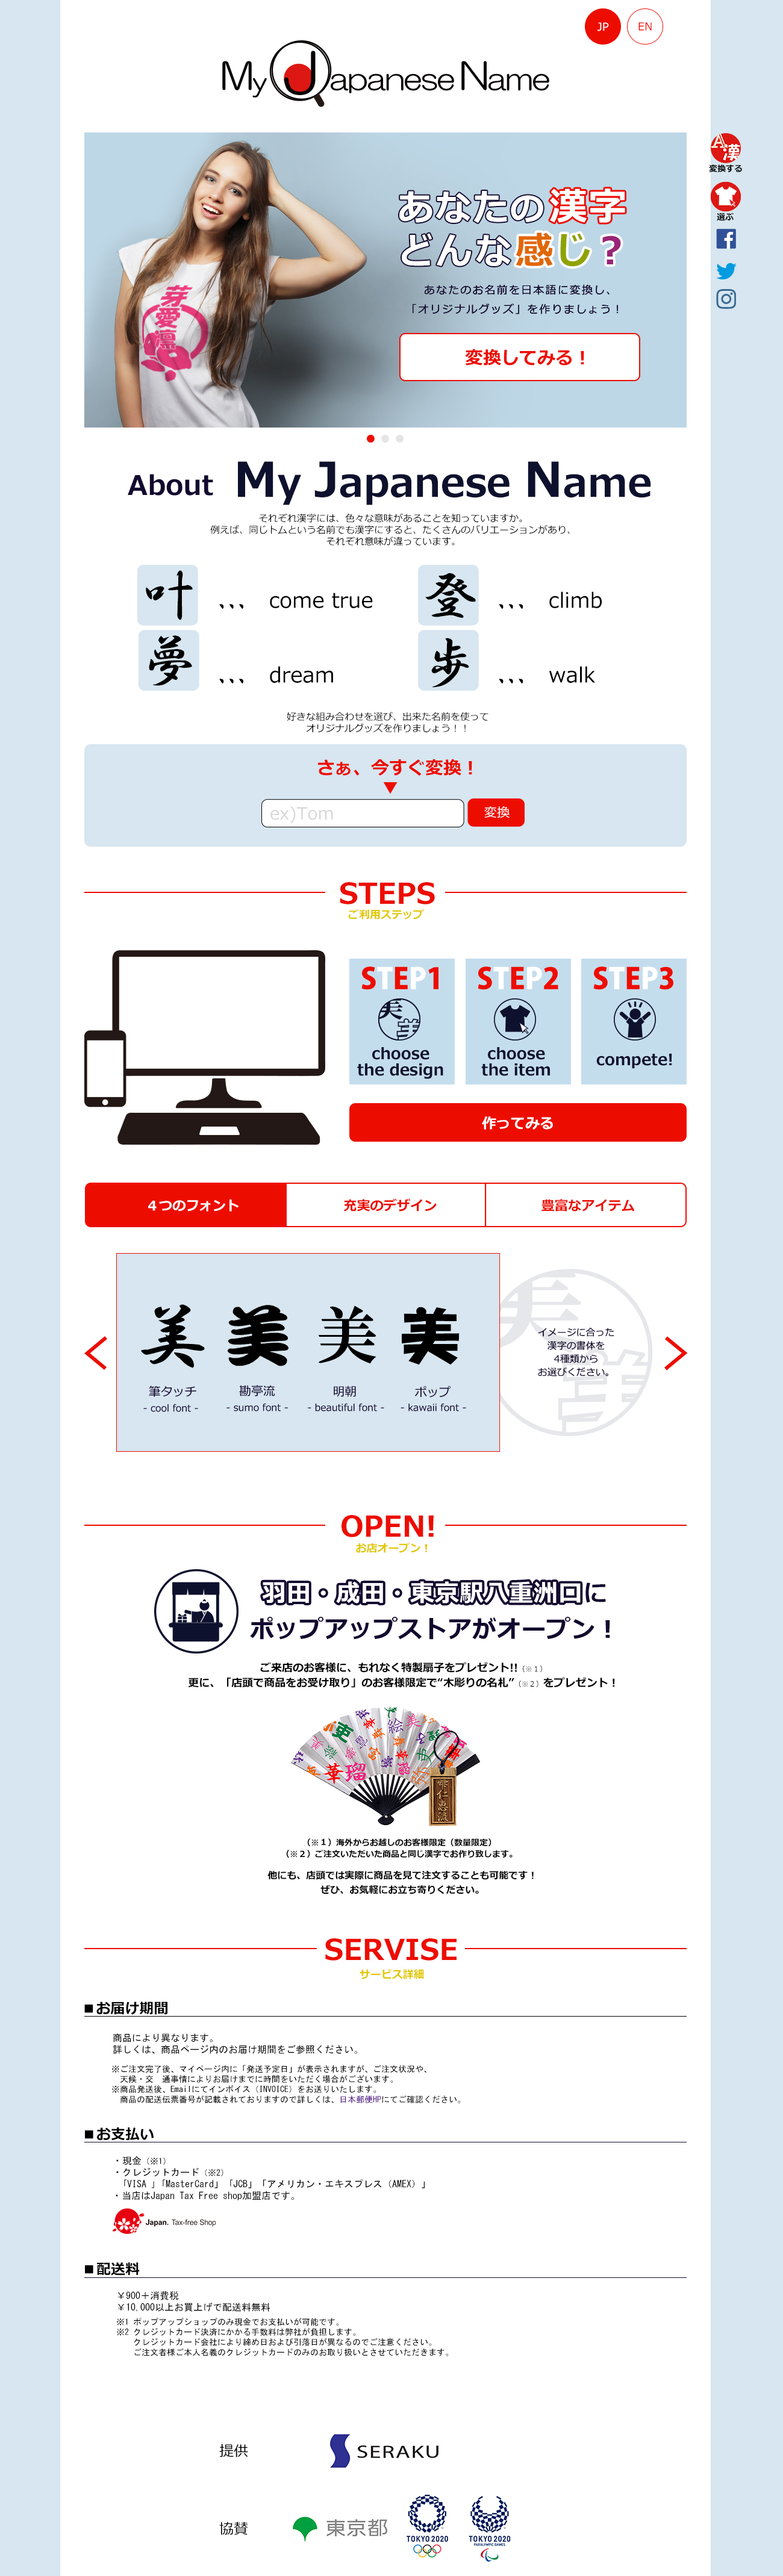 JP
EN
My Japanese Name
A漢
変換する
選ぶ
あなたの漢字
どんな感じ？
あなたのお名前を日本語に変換し、
「オリジナルグッズ」を作りましょう！
変換してみる！
芽愛
About My Japanese Name
それぞれ漢字には、色々な意味があることを知っていますか。
例えば、同じトムという名前でも漢字にすると、たくさんのバリエーションがあり、
それぞれ意味が違っています。
叶 、、、 come true
登 、、、 climb
夢 、、、 dream
歩 、、、 walk
好きな組み合わせを選び、出来た名前を使って
オリジナルグッズを作りましょう！！
さぁ、今すぐ変換！
ex)Tom
変換
STEPS
ご利用ステップ
STEP1
choose
the design
STEP2
choose
the item
STEP3
compete!
作ってみる
４つのフォント
充実のデザイン
豊富なアイテム
美 美 美 美
筆タッチ
- cool font -
勘亭流
- sumo font -
明朝
- beautiful font -
ポップ
- kawaii font -
イメージに合った
漢字の書体を
4種類から
お選びください。
OPEN!
お店オープン！
羽田・成田・東京駅八重洲口に
ポップアップストアがオープン！
ご来店のお客様に、もれなく特製扇子をプレゼント!!（※１）
更に、「店頭で商品をお受け取り」のお客様限定で“木彫りの名札”（※２）をプレゼント！
（※１）海外からお越しのお客様限定（数量限定）
（※２）ご注文いただいた商品と同じ漢字でお作り致します。
他にも、店頭では実際に商品を見て注文することも可能です！
ぜひ、お気軽にお立ち寄りください。
SERVISE
サービス詳細
■お届け期間
商品により異なります。
詳しくは、商品ページ内のお届け期間をご参照ください。
※ご注文完了後、マイページ内に「発送予定日」が表示されますが、ご注文状況や、
天候・交　通事情によりお届けまでに時間をいただく場合がございます。
※商品発送後、Emailにてインボイス（INVOICE）をお送りいたします。
商品の配送伝票番号が記載されておりますので詳しくは、日本郵便HPにてご確認ください。
■お支払い
・現金（※1）
・クレジットカード（※2）
「VISA 」「MasterCard」 「JCB」 「アメリカン・エキスプレス（AMEX）」
・当店はJapan Tax Free shop加盟店です。
Japan. Tax-free Shop
■配送料
￥900＋消費税
￥10,000以上お買上げで配送料無料
※1 ポップアップショップのみ現金でお支払いが可能です。
※2 クレジットカード決済にかかる手数料は弊社が負担します。
クレジットカード会社により締め日および引落日が異なるのでご注意ください。
ご注文者様ご本人名義のクレジットカードのみのお取り扱いとさせていただきます。
提供
SERAKU
協賛
東京都
TOKYO 2020
TOKYO 2020
PARALYMPIC GAMES